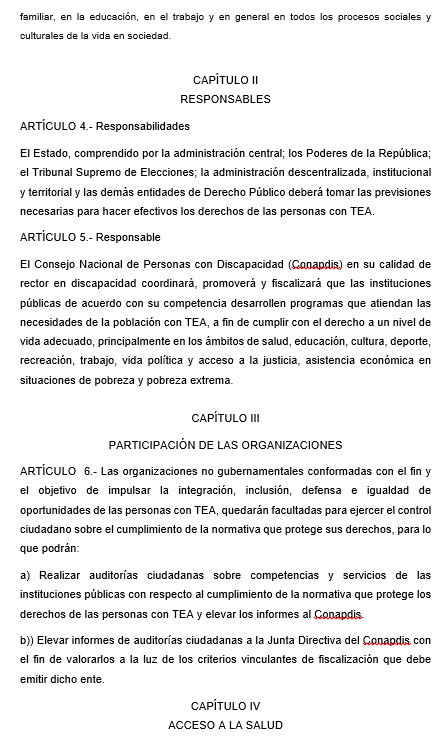 familiar, en la educación, en el trabajo y en general en todos los procesos sociales y
culturales de la vida en sociedad.
CAPÍTULO II
RESPONSABLES
ARTÍCULO 4.- Responsabilidades
El Estado, comprendido por la administración central; los Poderes de la República;
el Tribunal Supremo de Elecciones; la administración descentralizada, institucional
y territorial y las demás entidades de Derecho Público deberá tomar las previsiones
necesarias para hacer efectivos los derechos de las personas con TEA.
ARTÍCULO 5.- Responsable
El Consejo Nacional de Personas con Discapacidad (Conapdis) en su calidad de
rector en discapacidad coordinará, promoverá y fiscalizará que las instituciones
públicas de acuerdo con su competencia desarrollen programas que atiendan las
necesidades de la población con TEA, a fin de cumplir con el derecho a un nivel de
vida adecuado, principalmente en los ámbitos de salud, educación, cultura, deporte,
recreación, trabajo, vida política y acceso a la justicia, asistencia económica en
situaciones de pobreza y pobreza extrema.
CAPÍTULO III
PARTICIPACIÓN DE LAS ORGANIZACIONES
ARTÍCULO 6.- Las organizaciones no gubernamentales conformadas con el fin y
el objetivo de impulsar la integración, inclusión, defensa e igualdad de
oportunidades de las personas con TEA, quedarán facultadas para ejercer el control
ciudadano sobre el cumplimiento de la normativa que protege sus derechos, para lo
que podrán:
a) Realizar auditorías ciudadanas sobre competencias y servicios de las
instituciones públicas con respecto al cumplimiento de la normativa que protege los
derechos de las personas con TEA y elevar los informes al Conapdis.
b)) Elevar informes de auditorías ciudadanas a la Junta Directiva del Conapdis con
el fin de valorarlos a la luz de los criterios vinculantes de fiscalización que debe
emitir dicho ente.
CAPÍTULO IV
ACCESO A LA SALUD